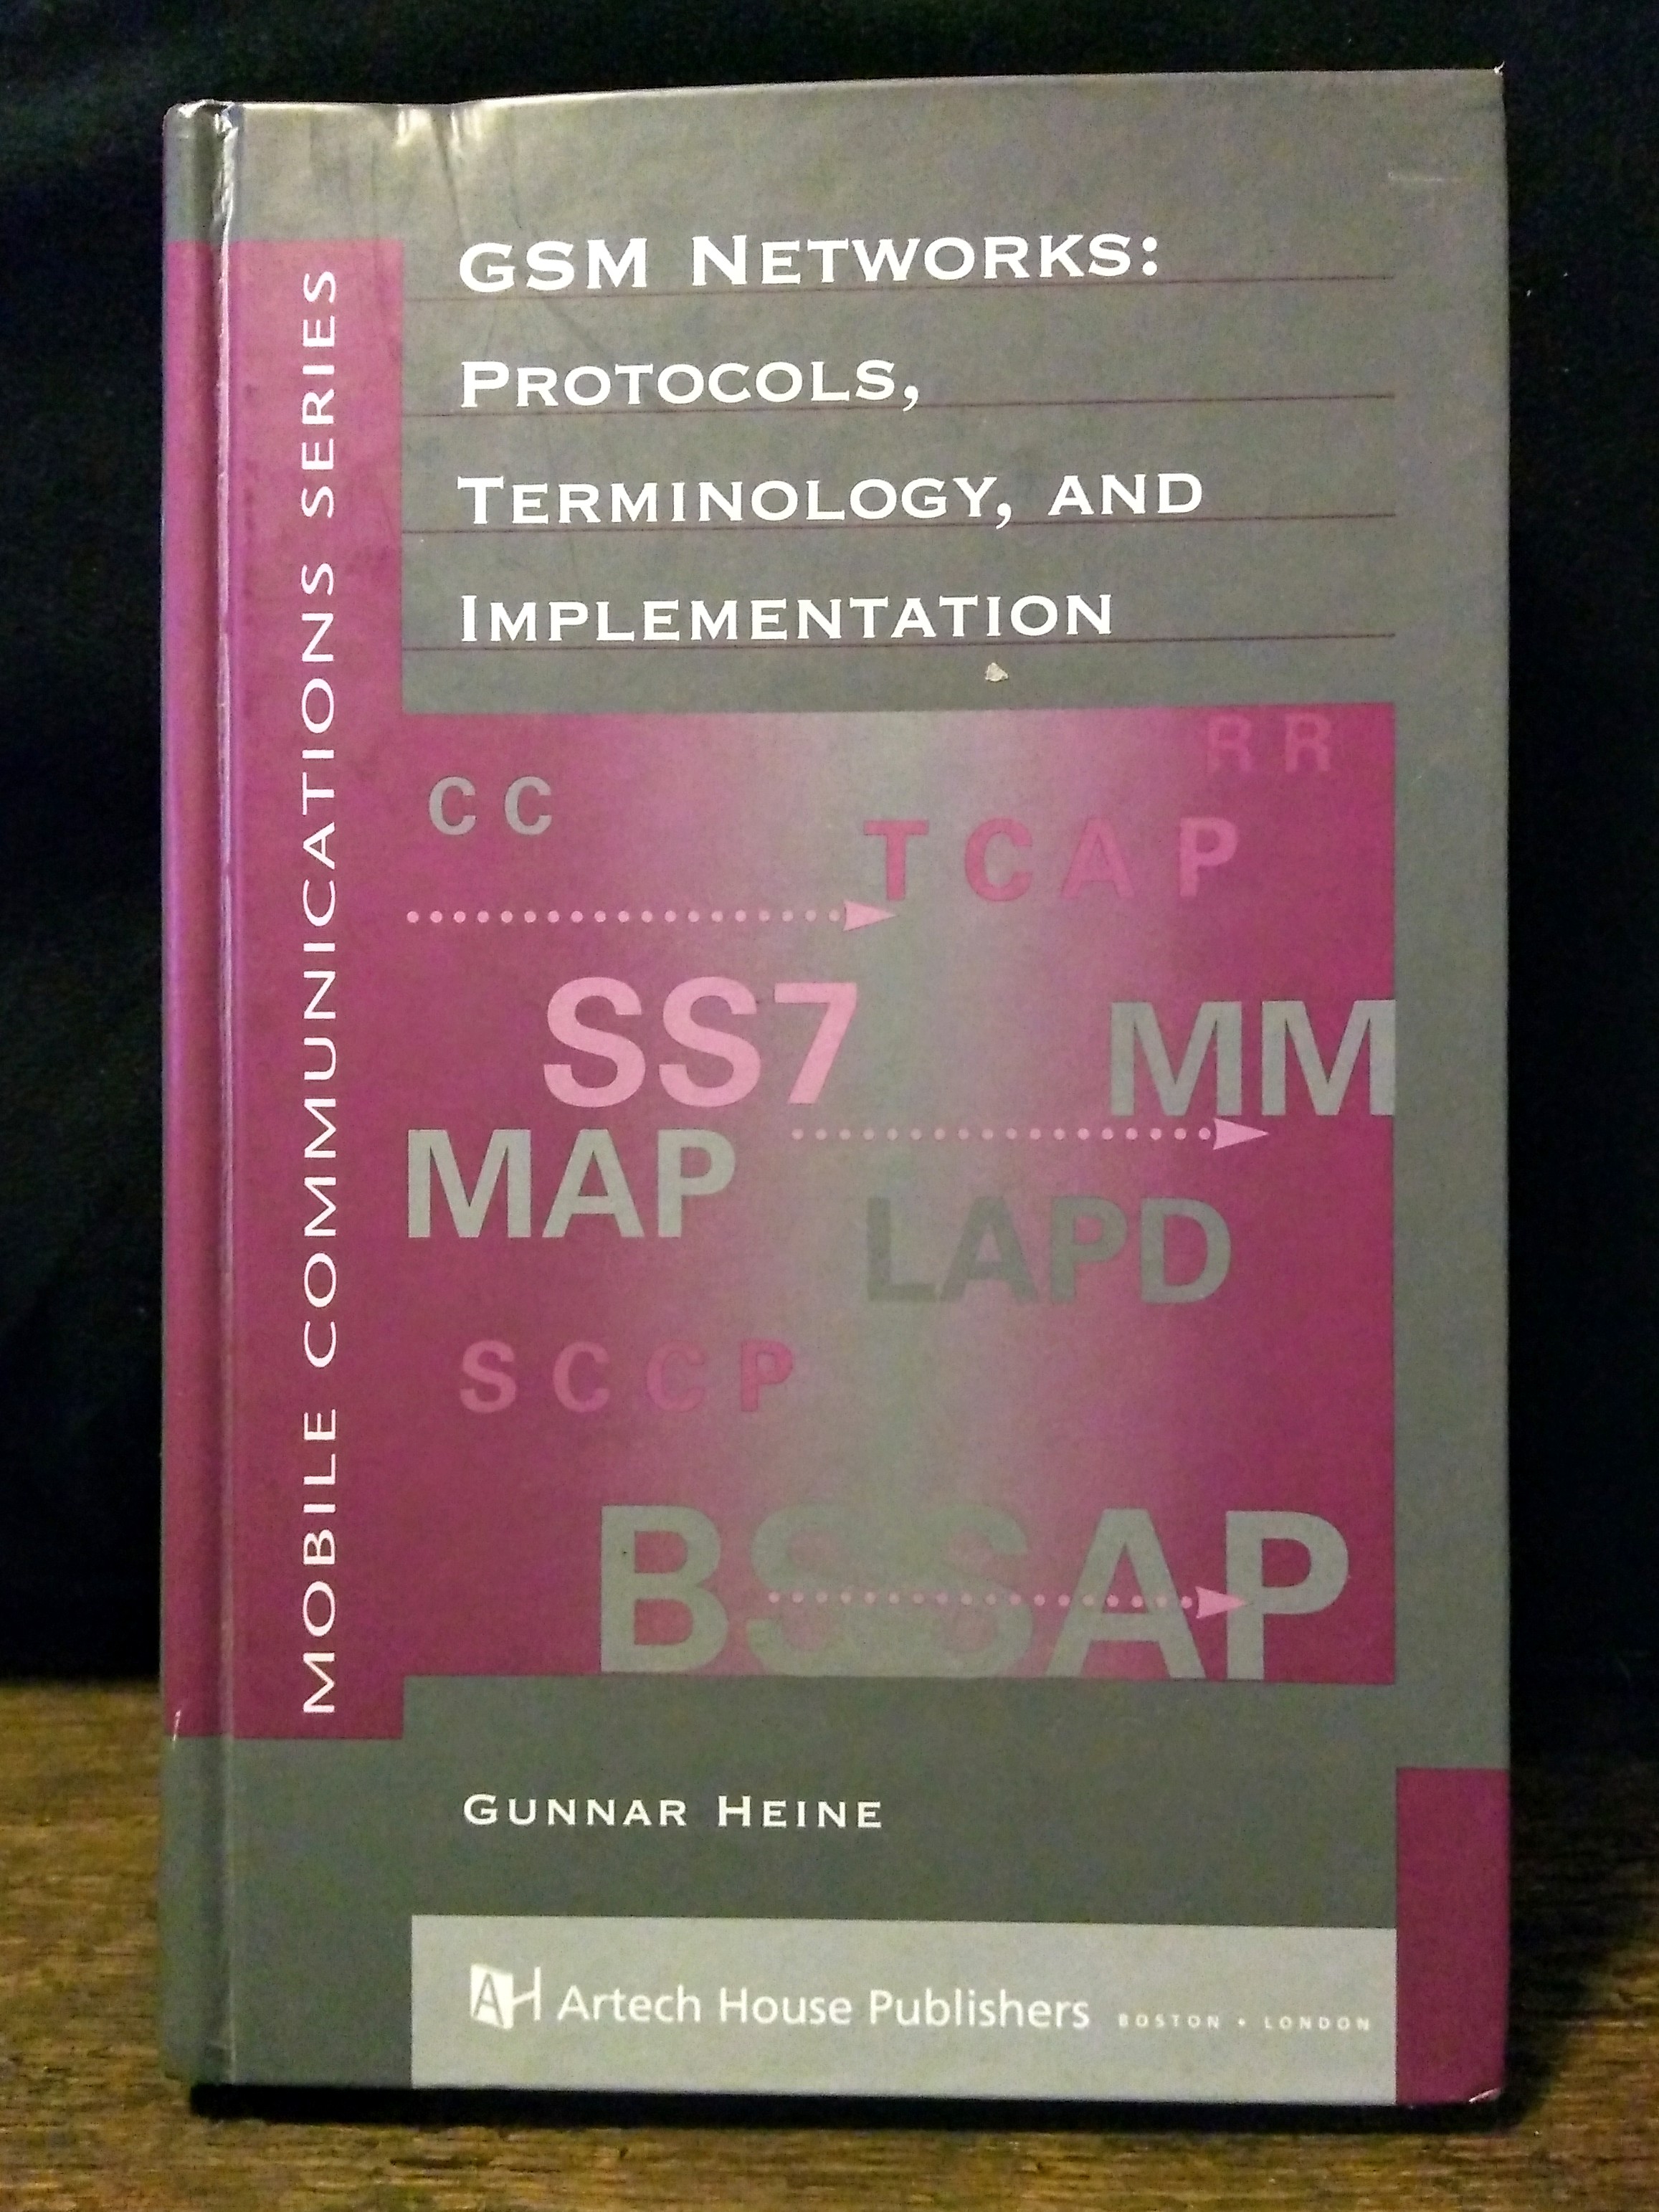 GSM NETWORKS:
PROTOCOLS,
TERMINOLOGY, AND
IMPLEMENTATION
MOBILE COMMUNICATIONS SERIES
RR
CC
TCAP
SS7
MM
MAP
LAPD
SCCP
BSSAP
GUNNAR HEINE
AH Artech House Publishers BOSTON • LONDON